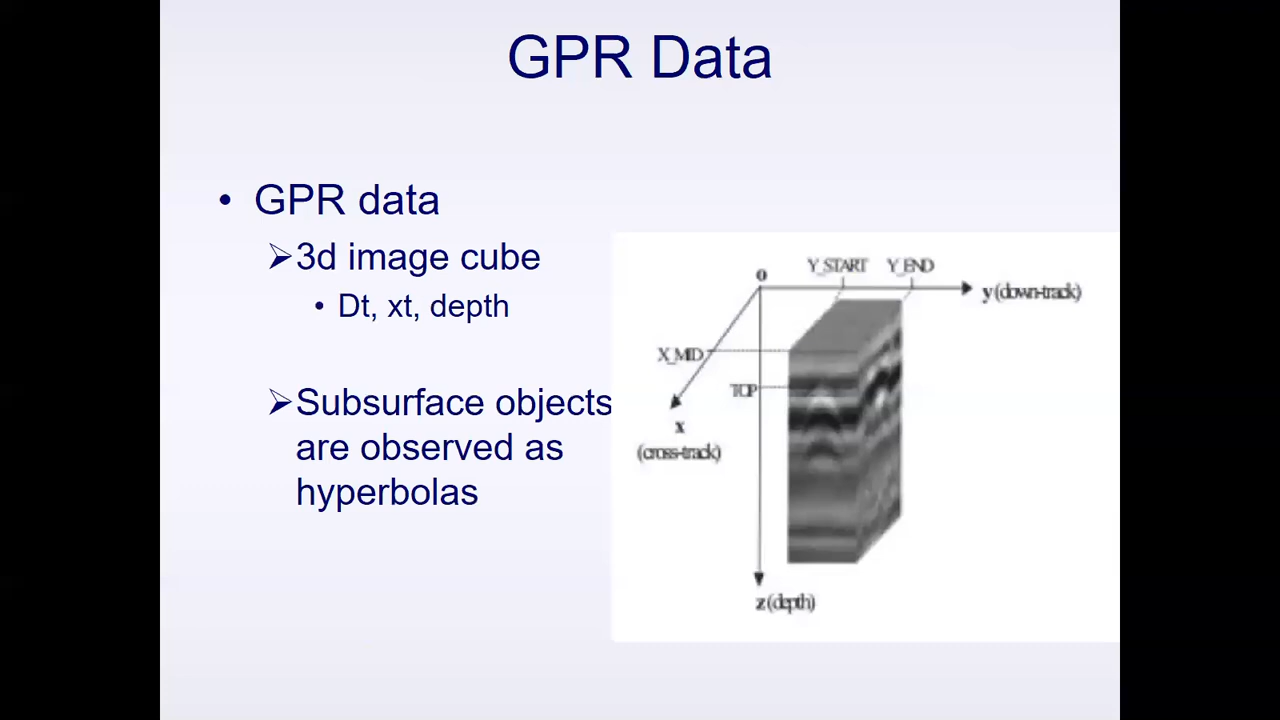 GPR Data
• GPR data
➢3d image cube
• Dt, xt, depth
➢Subsurface objects
are observed as
hyperbolas
0
Y_START
Y_END
y (down-track)
X_MID
TOP
x
(cross-track)
z (depth)